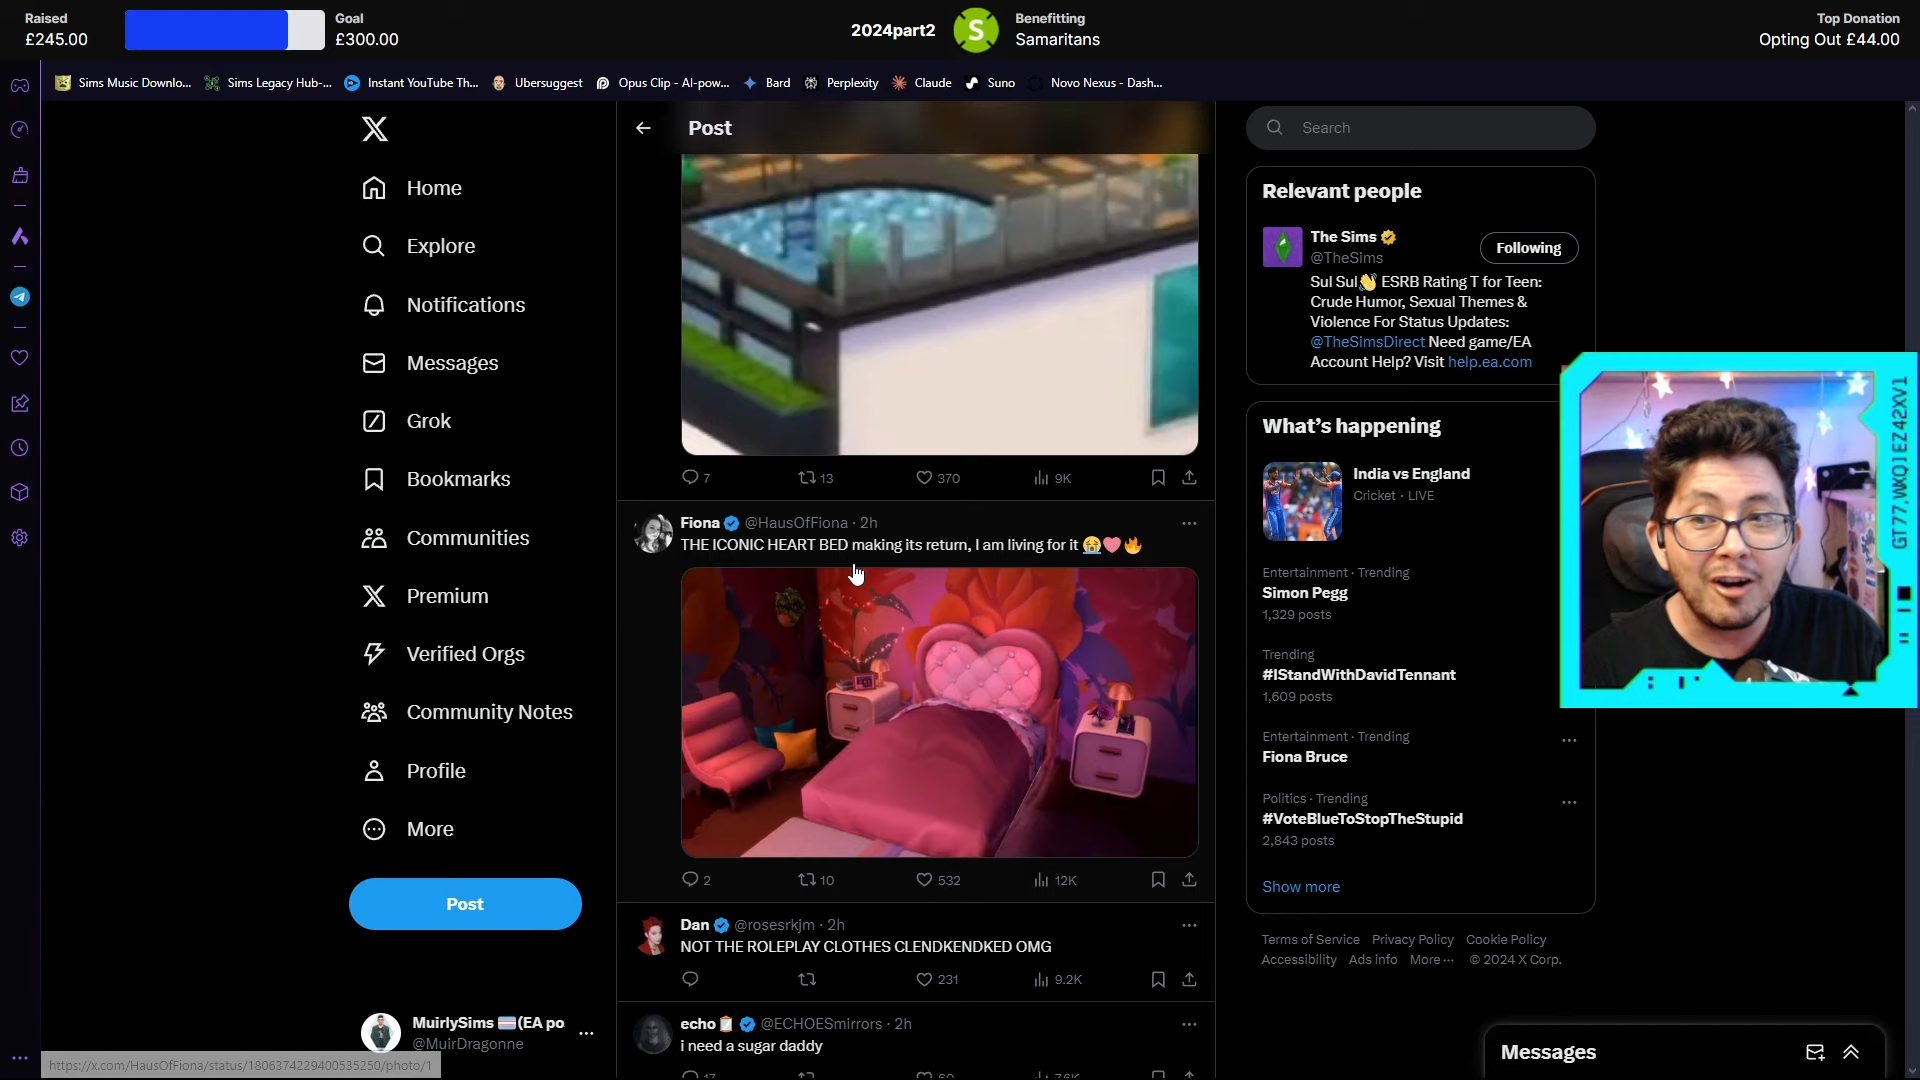 Raised
£245.00
Goal
£300.00
2024part2
S
Benefitting
Samaritans
Top Donation
Opting Out £44.00
Sims Music Downlo...
Sims Legacy Hub-...
Instant YouTube Th...
Ubersuggest
Opus Clip - AI-pow...
Bard
Perplexity
Claude
Suno
Novo Nexus - Dash...
Home
Explore
Notifications
Messages
Grok
Bookmarks
Communities
Premium
Verified Orgs
Community Notes
Profile
More
Post
MuirlySims (EA po
@MuirDragonne
https://x.com/HausOfFiona/status/1806374229400535250/photo/1
Post
7
13
370
9K
Fiona @HausOfFiona · 2h
THE ICONIC HEART BED making its return, I am living for it 😭❤️🔥
2
10
532
12K
Dan @rosesrkjm · 2h
NOT THE ROLEPLAY CLOTHES CLENDKENDKED OMG
231
9.2K
echo @ECHOESmirrors · 2h
i need a sugar daddy
Search
Relevant people
The Sims
@TheSims
Following
Sul Sul👋 ESRB Rating T for Teen:
Crude Humor, Sexual Themes &
Violence For Status Updates:
@TheSimsDirect Need game/EA
Account Help? Visit help.ea.com
What's happening
India vs England
Cricket · LIVE
Entertainment · Trending
Simon Pegg
1,329 posts
Trending
#IStandWithDavidTennant
1,609 posts
Entertainment · Trending
Fiona Bruce
Politics · Trending
#VoteBlueToStopTheStupid
2,843 posts
Show more
Terms of Service Privacy Policy Cookie Policy
Accessibility Ads info More··· © 2024 X Corp.
Messages